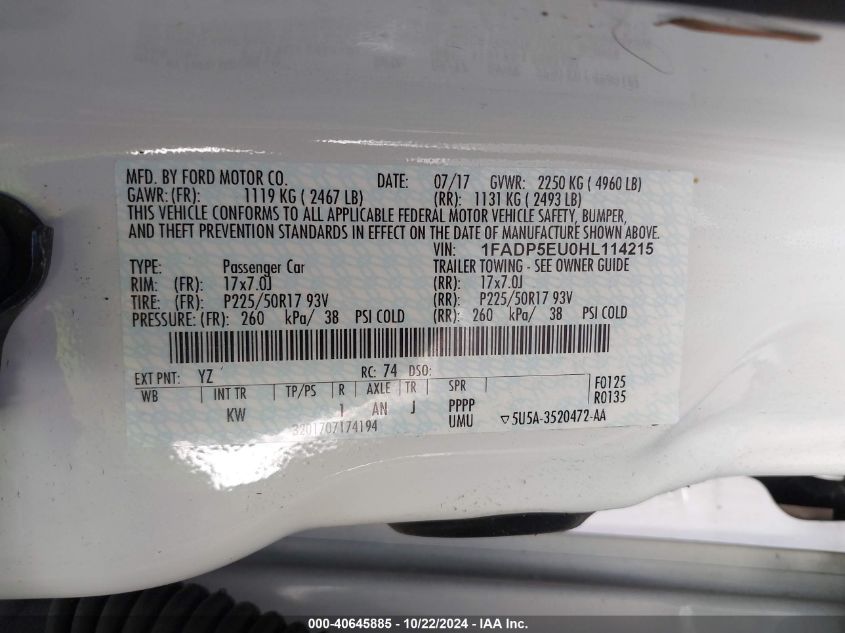 MFD. BY FORD MOTOR CO. DATE: 07/17 GVWR: 2250 KG ( 4960 LB)
GAWR: (FR): 1119 KG ( 2467 LB) (RR): 1131 KG ( 2493 LB)
THIS VEHICLE CONFORMS TO ALL APPLICABLE FEDERAL MOTOR VEHICLE SAFETY, BUMPER,
AND THEFT PREVENTION STANDARDS IN EFFECT ON THE DATE OF MANUFACTURE SHOWN ABOVE.
VIN: 1FADP5EU0HL114215
TYPE: Passenger Car TRAILER TOWING - SEE OWNER GUIDE
RIM: (FR): 17x7.0J (RR): 17x7.0J
TIRE: (FR): P225/50R17 93V (RR): P225/50R17 93V
PRESSURE: (FR): 260 kPa/ 38 PSI COLD (RR): 260 kPa/ 38 PSI COLD
EXT PNT: YZ RC: 74 DSO:
WB INT TR TP/PS R AXLE TR SPR F0125
R0135
KW 1 AN J PPPP
UMU ▽5U5A-3520472-AA
3201707174194
000-40645885 - 10/22/2024 - IAA Inc.